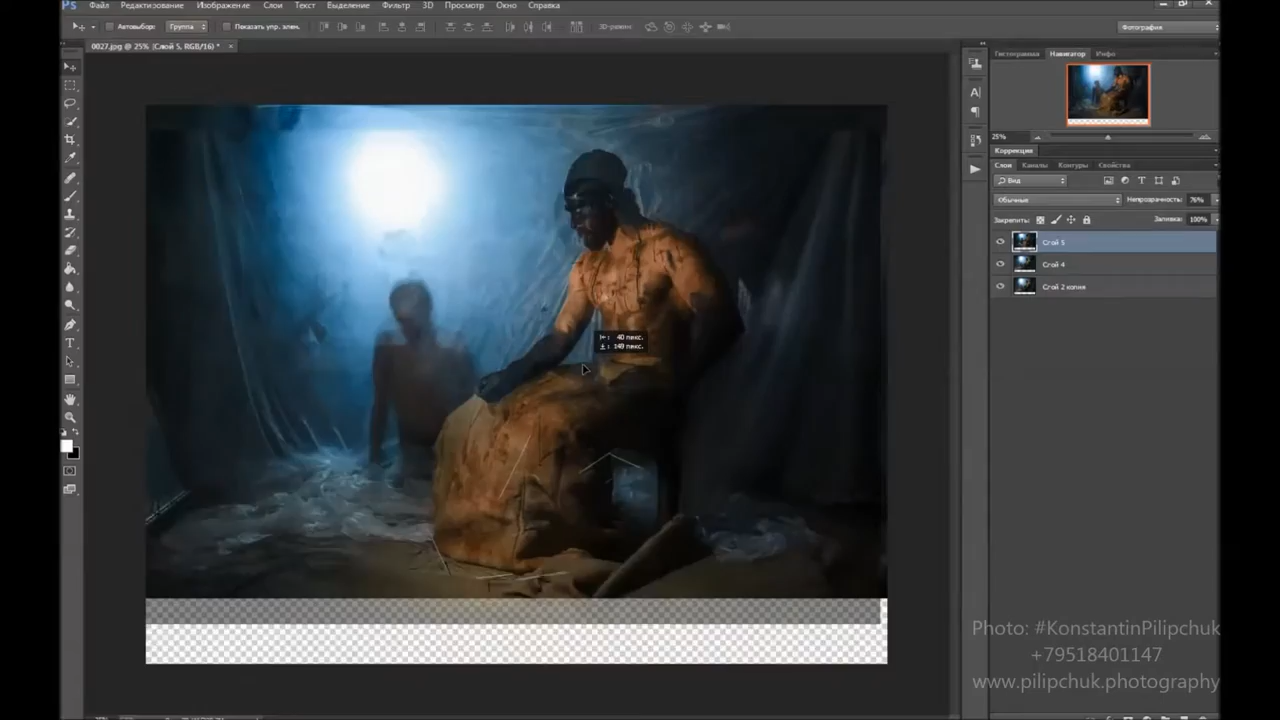 Ps Файл Редактирование Изображение Слои Текст Выделение Фильтр 3D Просмотр Окно Справка
Автовыбор: Группа Показать упр. элем. 3D-режим: Фотография
0027.jpg @ 25% (Слой 5, RGB/16) * ×
Гистограмма Навигатор Инфо
25%
Коррекция
Слои Каналы Контуры Свойства
Вид
Обычные Непрозрачность: 76%
Закрепить: Заливка: 100%
Слой 5
Слой 4
Слой 2 копия
40 пикс.
149 пикс.
Photo: #KonstantinPilipchuk
+79518401147
www.pilipchuk.photography